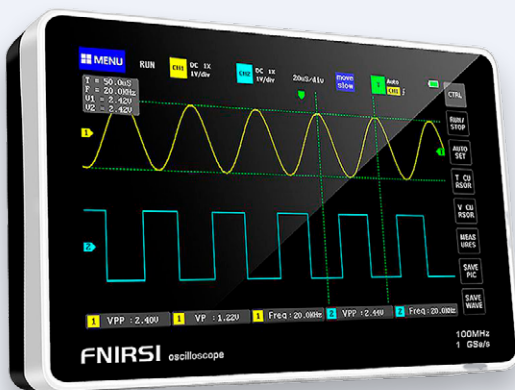 MENU
RUN
CH1
DC 1X
1V/div
CH2
DC 1X
1V/div
20uS/div
move
slow
Auto
CH1
CTRL
T = 50.0uS
F = 20.0KHz
V1 = 2.42V
V2 = 2.42V
RUN/
STOP
AUTO
SET
T CU
RSOR
V CU
RSOR
MEAS
URES
SAVE
PIC
SAVE
WAVE
1
1
2
1 VPP :2.40V
1 VP :1.22V
1 Freq :20.0KHz
2 VPP :2.44V
2 Freq :20.0KHz
FNIRSI oscilloscope
100MHz
1 GSa/s